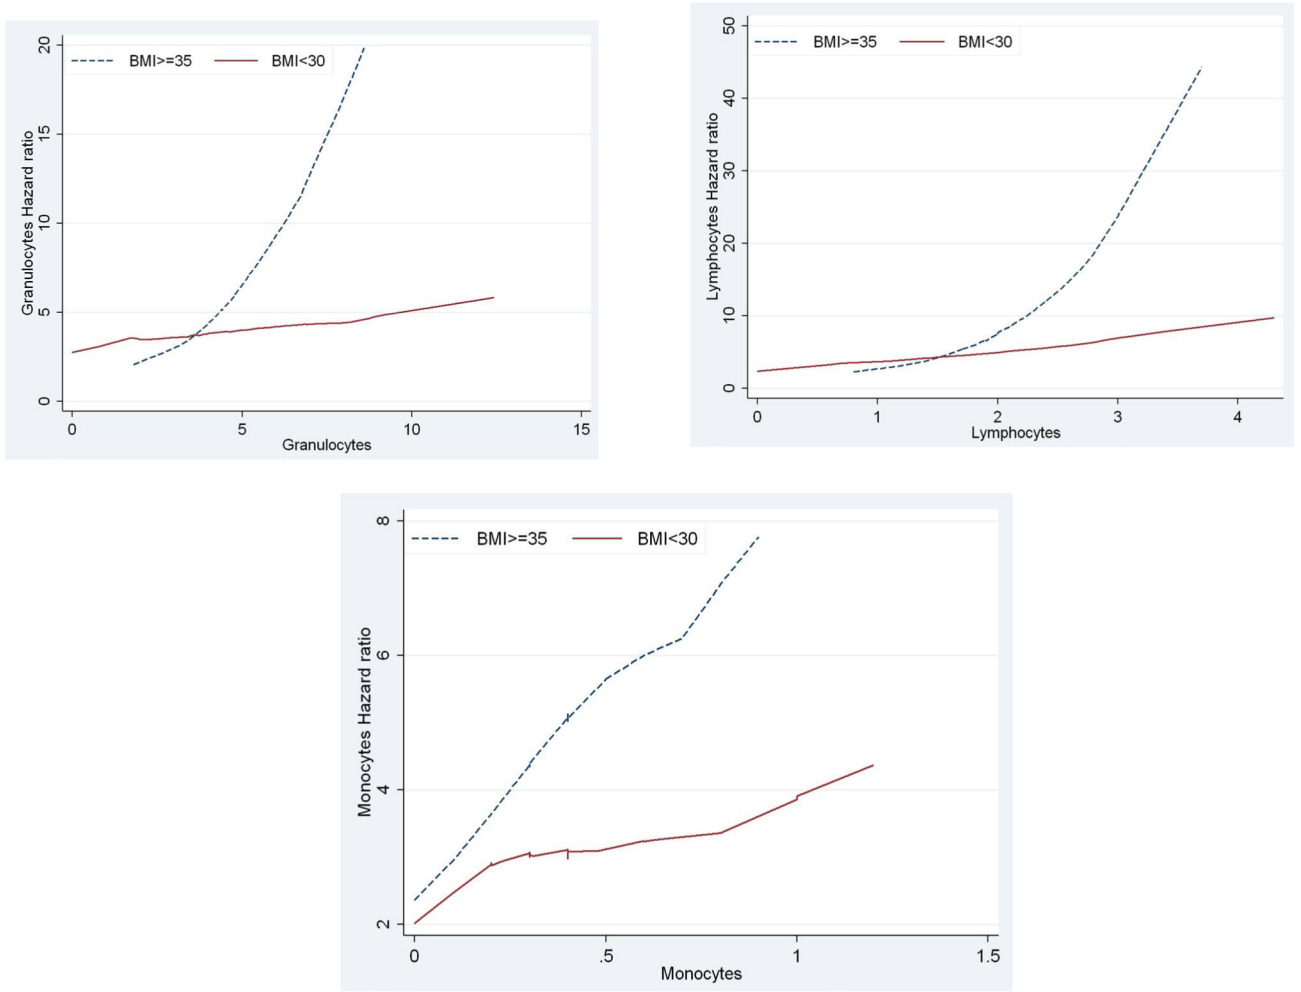 BMI>=35 BMI<30
Granulocytes Hazard ratio
20
15
10
5
0
0 5 10 15
Granulocytes
BMI>=35 BMI<30
Lymphocytes Hazard ratio
50
40
30
20
10
0
0 1 2 3 4
Lymphocytes
BMI>=35 BMI<30
Monocytes Hazard ratio
8
6
4
2
0 .5 1 1.5
Monocytes